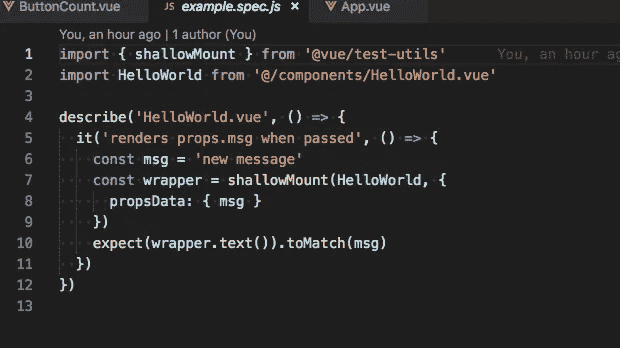 ButtonCount.vue JS example.spec.js × App.vue
You, an hour ago | 1 author (You)
1 import { shallowMount } from '@vue/test-utils' You, an hour ag
2 import HelloWorld from '@/components/HelloWorld.vue'
3
4 describe('HelloWorld.vue', () => {
5 it('renders props.msg when passed', () => {
6 const msg = 'new message'
7 const wrapper = shallowMount(HelloWorld, {
8 propsData: { msg }
9 })
10 expect(wrapper.text()).toMatch(msg)
11 })
12 })
13